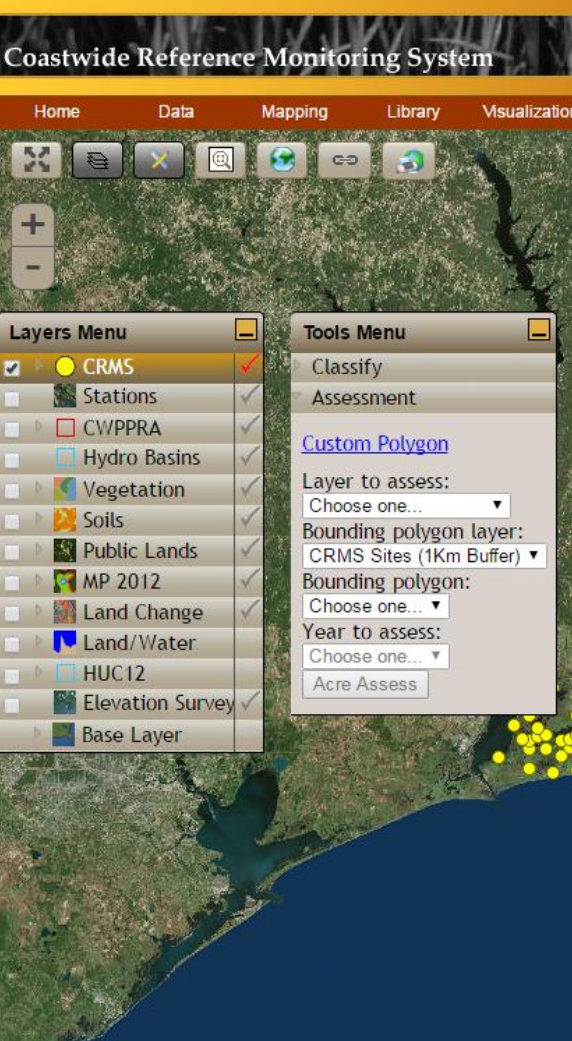 Coastwide Reference Monitoring System
Home Data Mapping Library Visualization
+
-
Layers Menu
CRMS
Stations
CWPPRA
Hydro Basins
Vegetation
Soils
Public Lands
MP 2012
Land Change
Land/Water
HUC12
Elevation Survey
Base Layer
Tools Menu
Classify
Assessment
Custom Polygon
Layer to assess:
Choose one...
Bounding polygon layer:
CRMS Sites (1Km Buffer)
Bounding polygon:
Choose one...
Year to assess:
Choose one...
Acre Assess